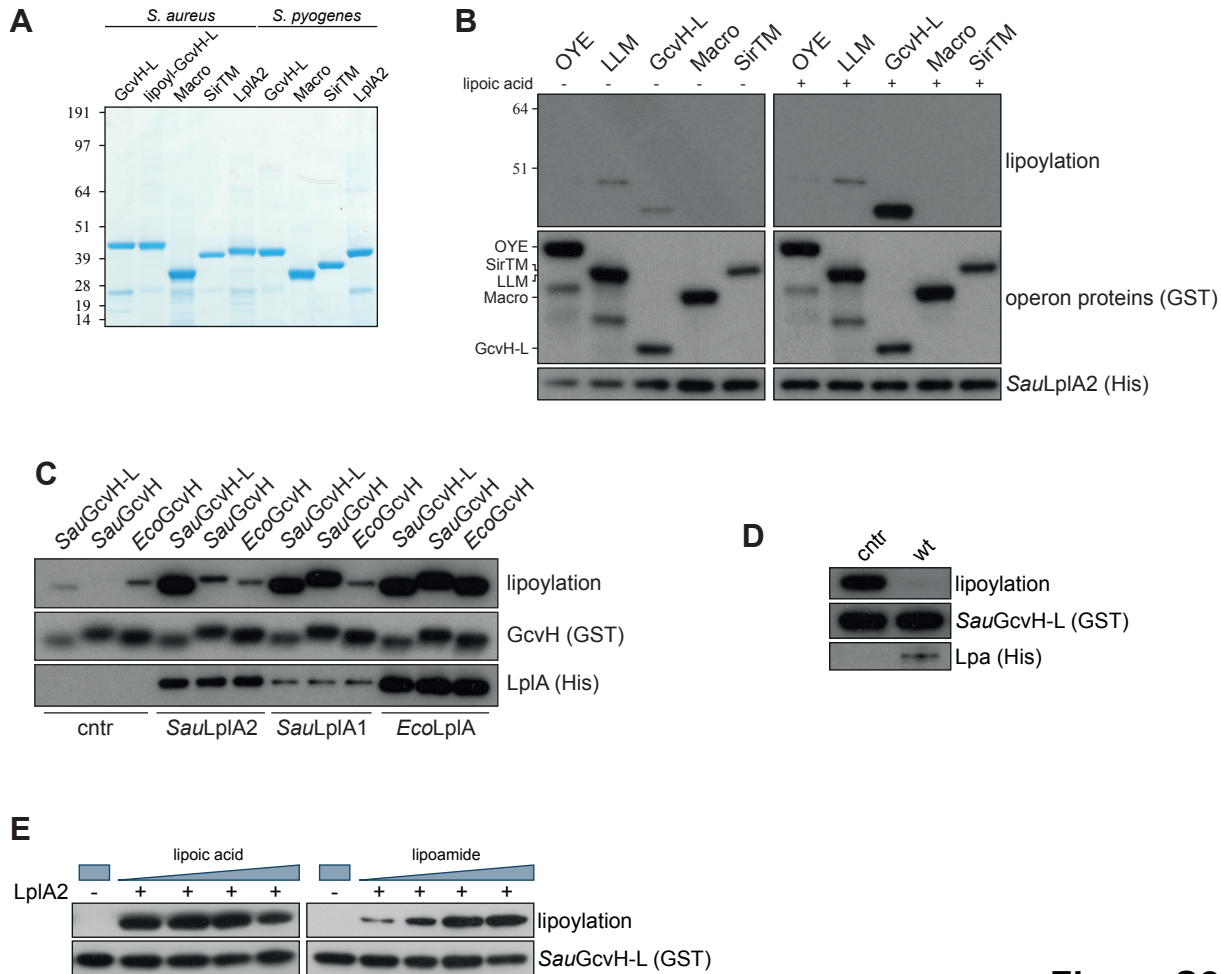 A
S. aureus S. pyogenes
GcvH-L lipoyl-GcvH-L Macro SirTM LplA2 GcvH-L Macro SirTM LplA2
191
97
64
51
39
28
19
14
B
OYE LLM GcvH-L Macro SirTM OYE LLM GcvH-L Macro SirTM
lipoic acid - - - - - + + + + +
64
51
lipoylation
OYE
SirTM
LLM
Macro
GcvH-L
operon proteins (GST)
SauLplA2 (His)
C
SauGcvH-L SauGcvH EcoGcvH SauGcvH-L SauGcvH EcoGcvH SauGcvH-L SauGcvH EcoGcvH SauGcvH-L SauGcvH EcoGcvH
lipoylation
GcvH (GST)
LplA (His)
cntr SauLplA2 SauLplA1 EcoLplA
D
cntr wt
lipoylation
SauGcvH-L (GST)
Lpa (His)
E
lipoic acid lipoamide
LplA2 - + + + + - + + + +
lipoylation
SauGcvH-L (GST)